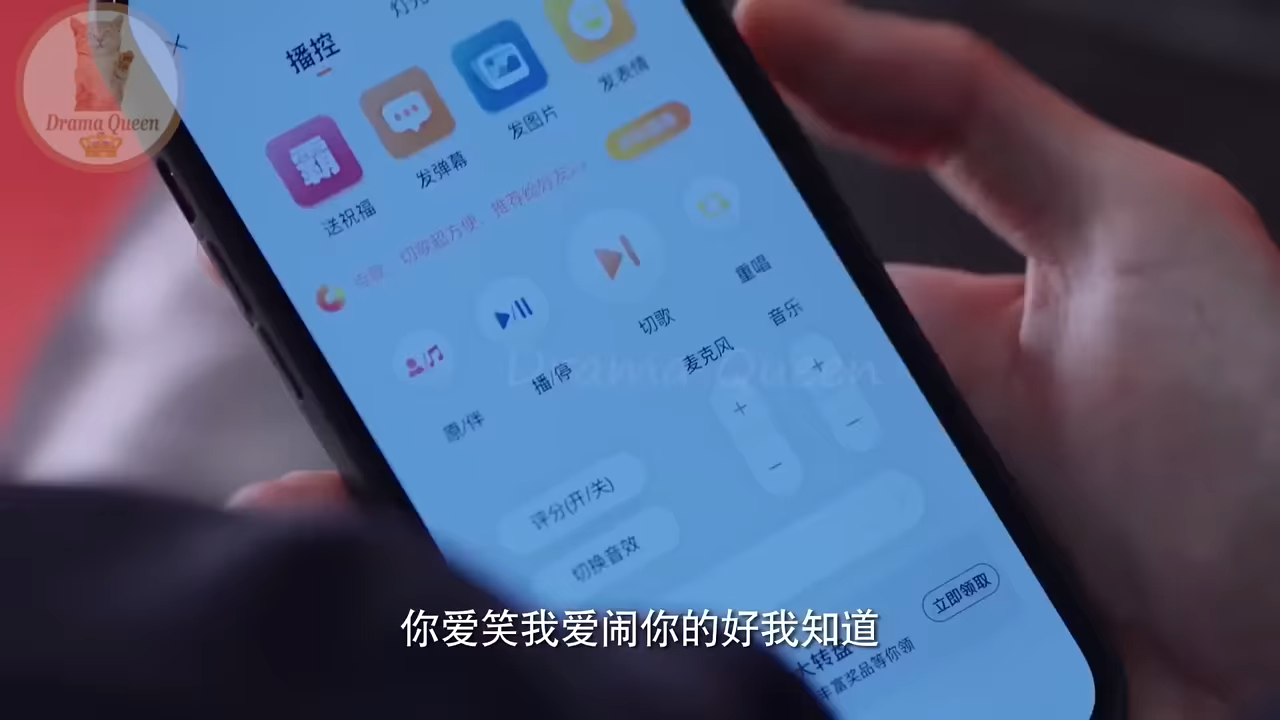 播控
送祝福
发弹幕
发图片
发表情
原/伴
播/停
切歌
重唱
麦克风
音乐
评分(开/关)
切换音效
立即领取
大转盘
丰富奖品等你领
Drama Queen
Drama Queen
你爱笑我爱闹你的好我知道